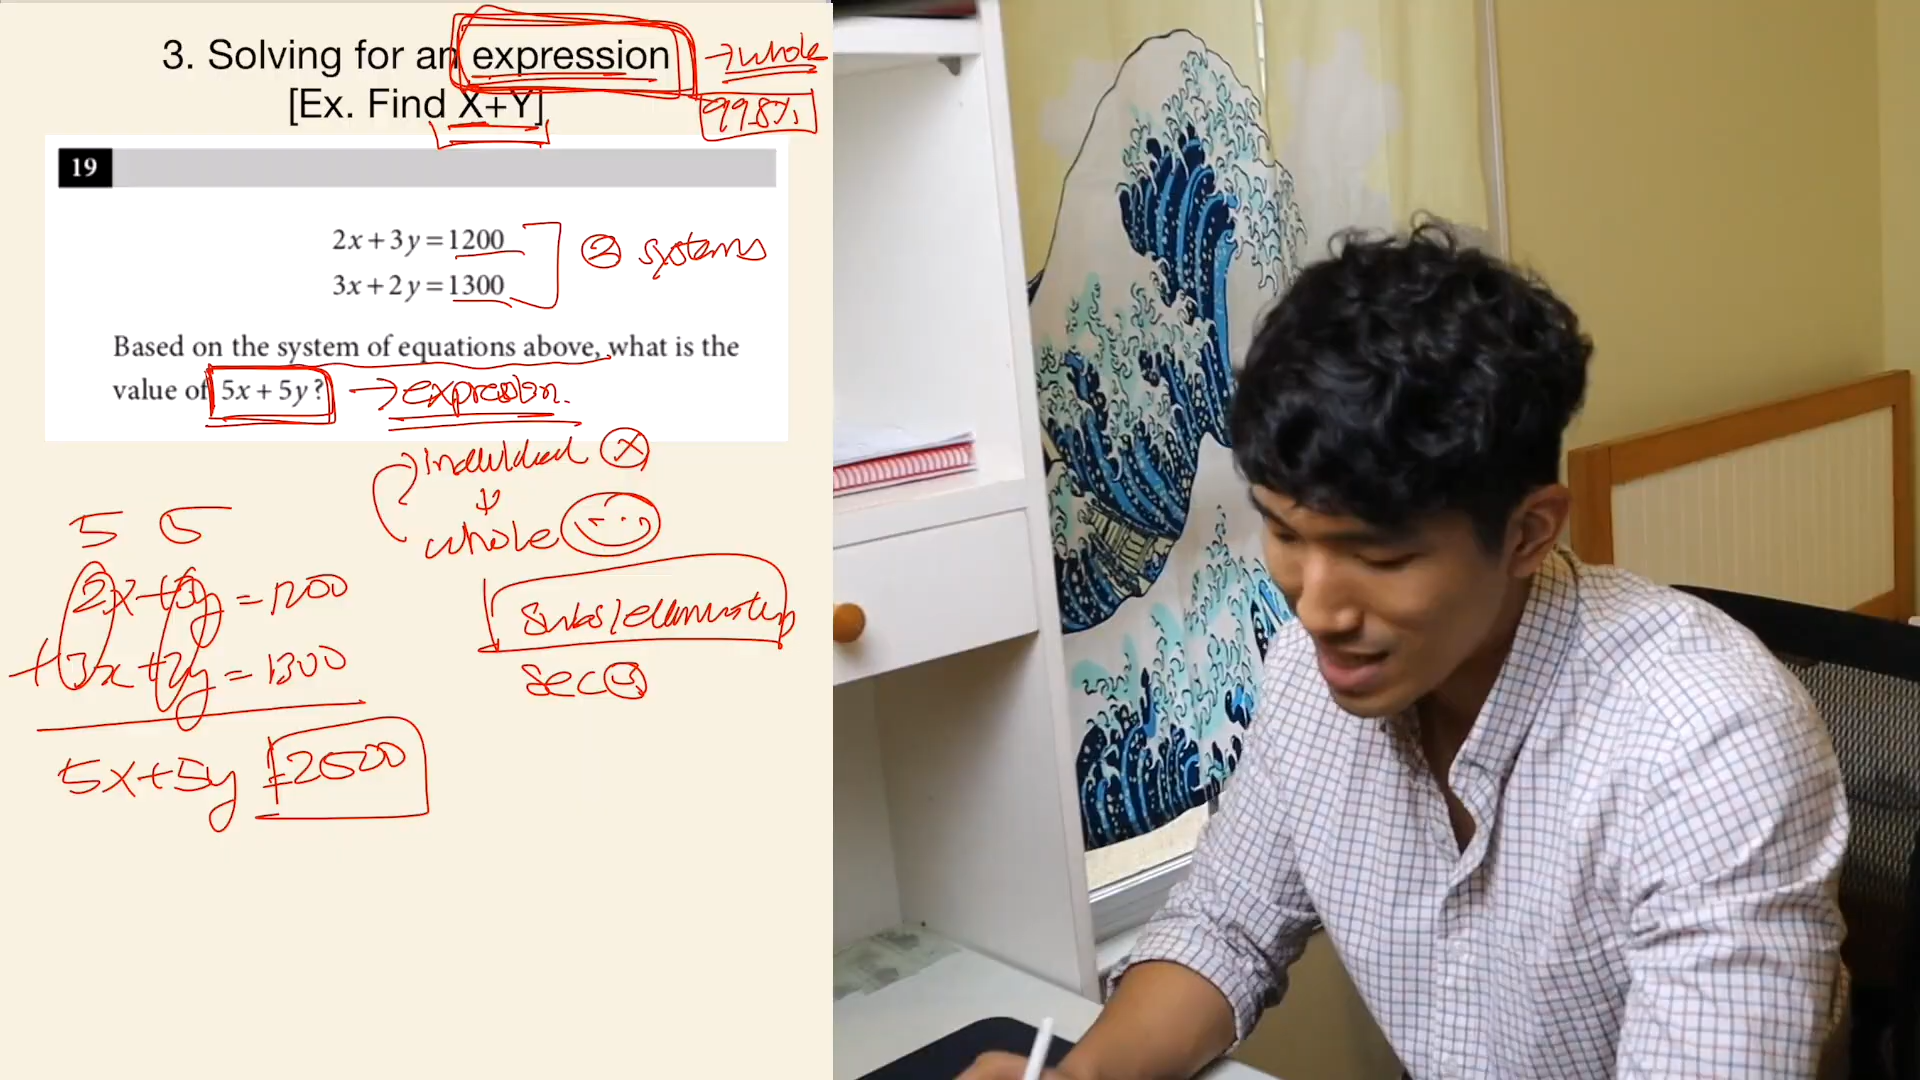 3. Solving for an expression → whole
[Ex. Find X+Y] 99.8%
19
2x + 3y = 1200
3x + 2y = 1300
② systems
Based on the system of equations above, what is the
value of 5x + 5y? → expression.
individual X
↓
whole
5 5
2x+3y = 1200
+ 3x+2y = 1300
5x+5y = 2500
subs/elimination
sec